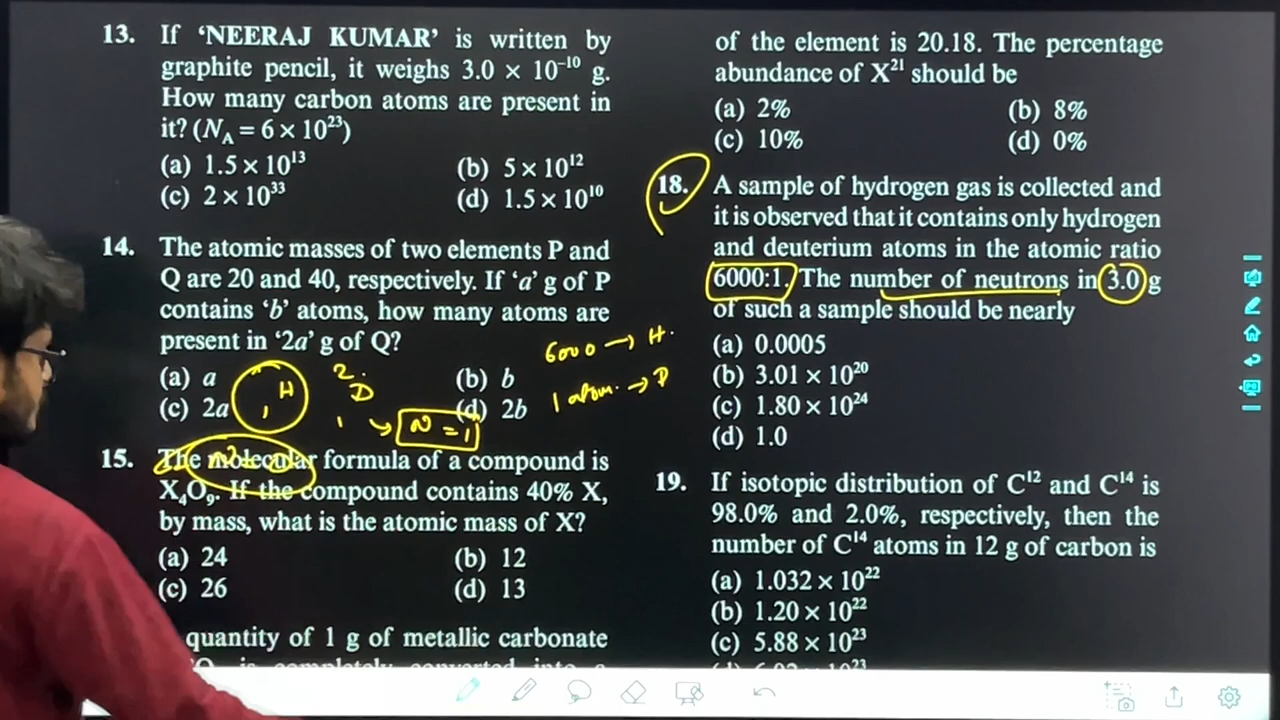 13. If ‘NEERAJ KUMAR’ is written by
graphite pencil, it weighs 3.0 × 10⁻¹⁰ g.
How many carbon atoms are present in
it? (N_A = 6 × 10²³)
(a) 1.5 × 10¹³ (b) 5 × 10¹²
(c) 2 × 10³³ (d) 1.5 × 10¹⁰
14. The atomic masses of two elements P and
Q are 20 and 40, respectively. If ‘a’ g of P
contains ‘b’ atoms, how many atoms are
present in ‘2a’ g of Q?
(a) a (b) b
(c) 2a (d) 2b
H
1
2
D
1 → N = 1
6000 → H
1 atom → D
15. The molecular formula of a compound is
X₄O₉. If the compound contains 40% X,
by mass, what is the atomic mass of X?
(a) 24 (b) 12
(c) 26 (d) 13
quantity of 1 g of metallic carbonate
is completely converted into a
of the element is 20.18. The percentage
abundance of X²¹ should be
(a) 2% (b) 8%
(c) 10% (d) 0%
18. A sample of hydrogen gas is collected and
it is observed that it contains only hydrogen
and deuterium atoms in the atomic ratio
6000:1. The number of neutrons in 3.0 g
of such a sample should be nearly
(a) 0.0005
(b) 3.01 × 10²⁰
(c) 1.80 × 10²⁴
(d) 1.0
19. If isotopic distribution of C¹² and C¹⁴ is
98.0% and 2.0%, respectively, then the
number of C¹⁴ atoms in 12 g of carbon is
(a) 1.032 × 10²²
(b) 1.20 × 10²²
(c) 5.88 × 10²³